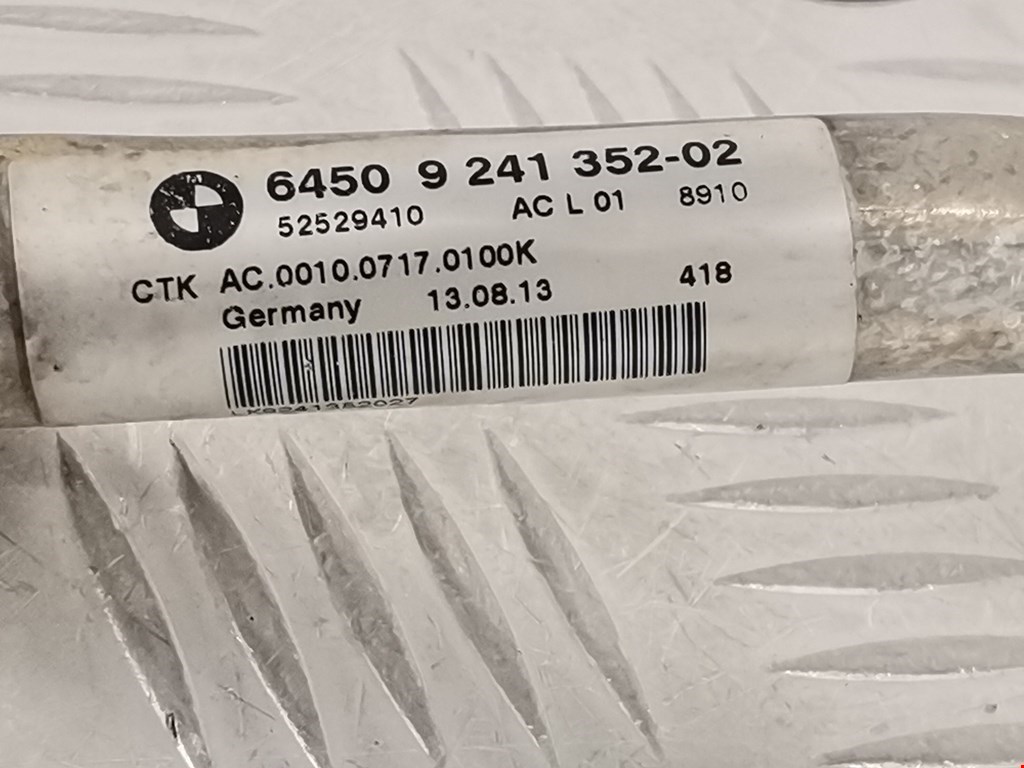 6450 9 241 352-02
52529410 AC L 01 8910
CTK AC.0010.0717.0100K
Germany 13.08.13 418